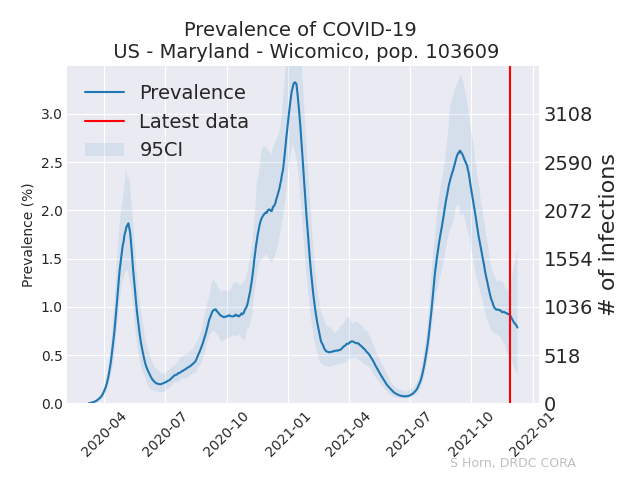 Prevalence of COVID-19
US - Maryland - Wicomico, pop. 103609
Prevalence
Latest data
95CI
Prevalence (%)
3.0
2.5
2.0
1.5
1.0
0.5
0.0
3108
2590
2072
1554
1036
518
0
# of infections
2020-04
2020-07
2020-10
2021-01
2021-04
2021-07
2021-10
2022-01
S Horn, DRDC CORA